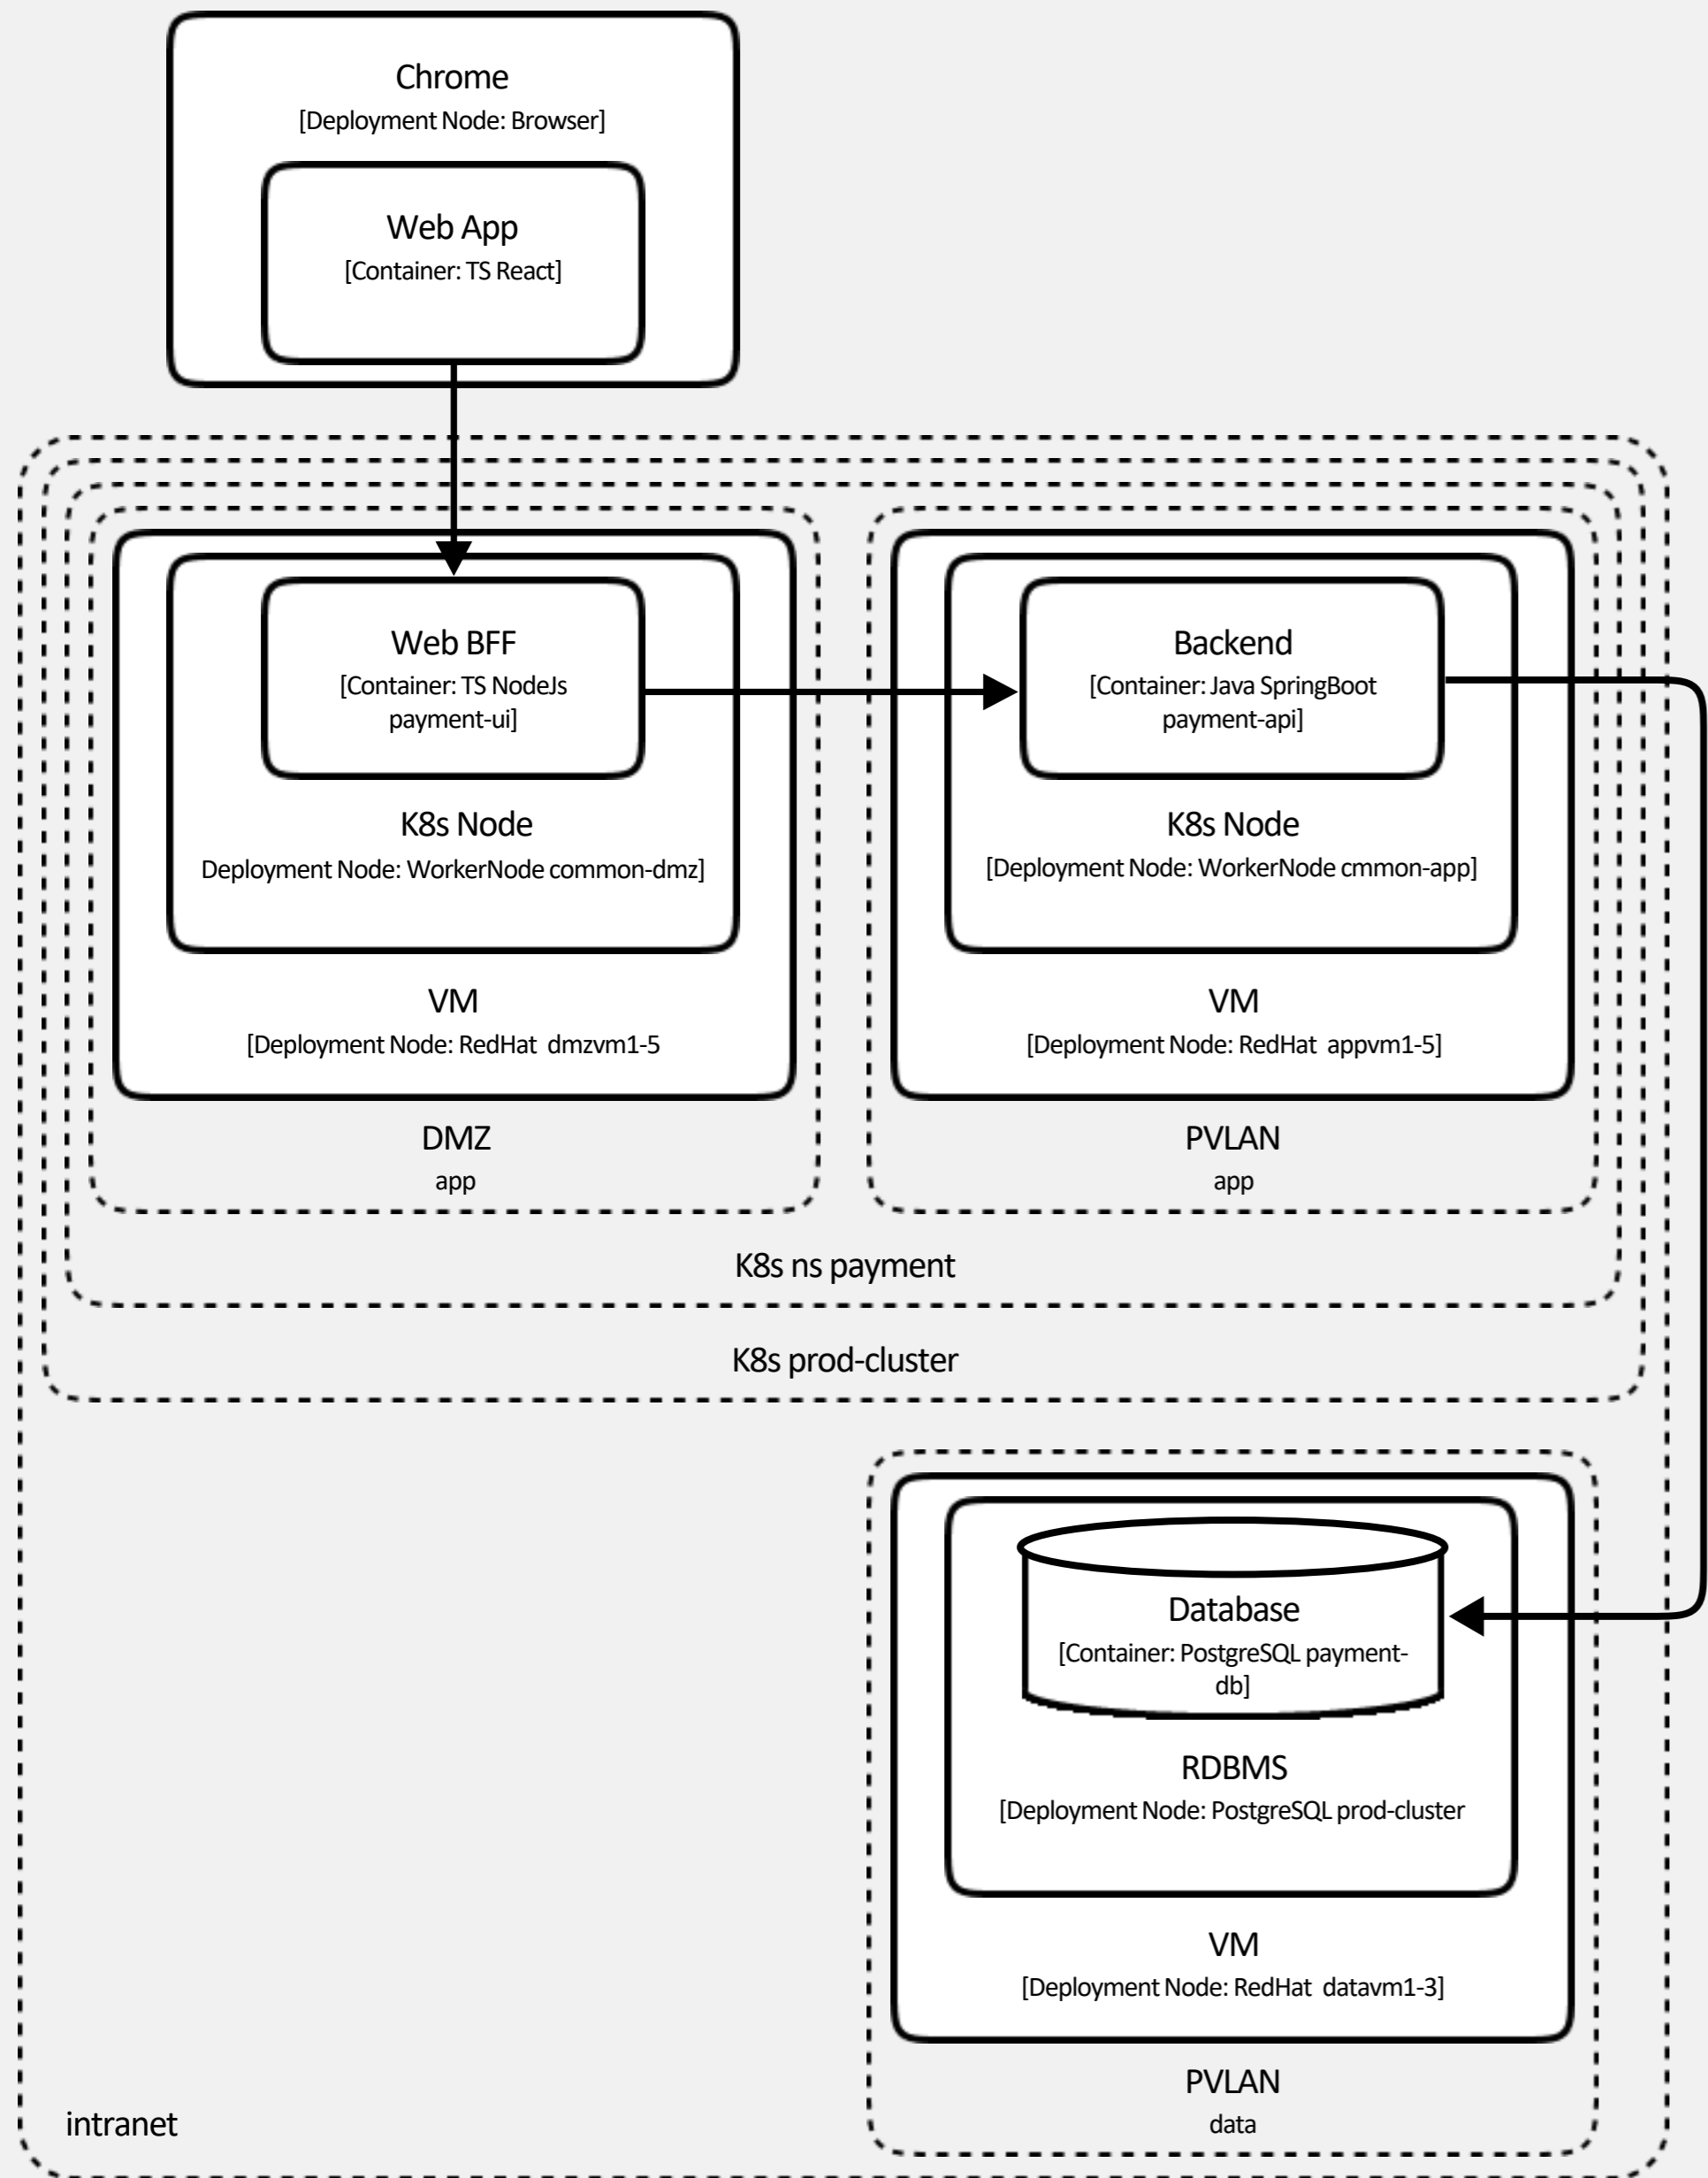 Chrome
[Deployment Node: Browser]
Web App
[Container: TS React]
Web BFF
[Container: TS NodeJs
payment-ui]
K8s Node
Deployment Node: WorkerNode common-dmz]
VM
[Deployment Node: RedHat  dmzvm1-5
DMZ
app
Backend
[Container: Java SpringBoot
payment-api]
K8s Node
[Deployment Node: WorkerNode cmmon-app]
VM
[Deployment Node: RedHat  appvm1-5]
PVLAN
app
K8s ns payment
K8s prod-cluster
Database
[Container: PostgreSQL payment-
db]
RDBMS
[Deployment Node: PostgreSQL prod-cluster
VM
[Deployment Node: RedHat  datavm1-3]
PVLAN
data
intranet